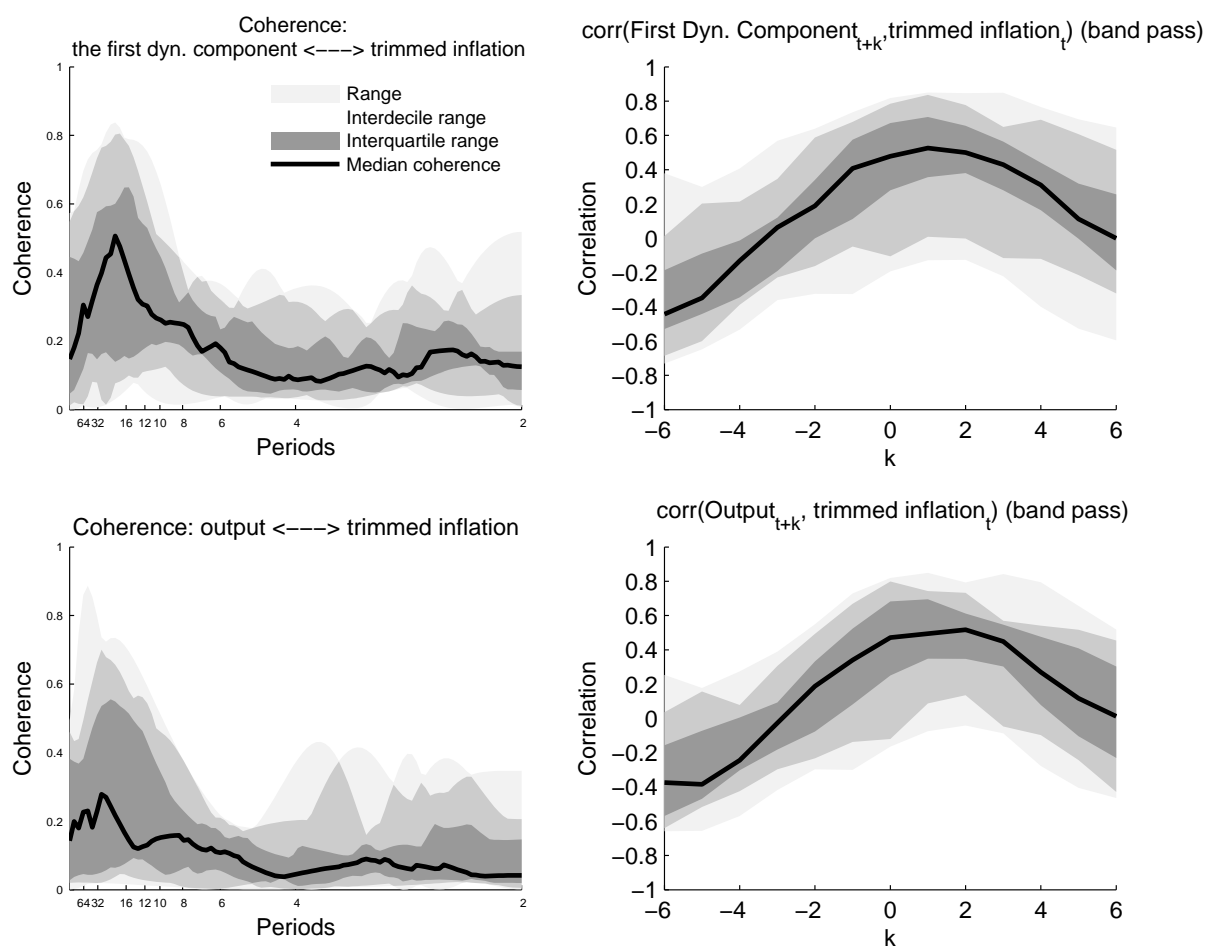 Coherence:
the first dyn. component <---> trimmed inflation
1
0.8
0.6
0.4
0.2
0
Coherence
Range
Interdecile range
Interquartile range
Median coherence
64 32 16 12 10 8 6 4 2
Periods
corr(First Dyn. Component_{t+k},trimmed inflation_t) (band pass)
1
0.8
0.6
0.4
0.2
0
−0.2
−0.4
−0.6
−0.8
−1
Correlation
−6 −4 −2 0 2 4 6
k
Coherence: output <---> trimmed inflation
1
0.8
0.6
0.4
0.2
0
Coherence
64 32 16 12 10 8 6 4 2
Periods
corr(Output_{t+k}, trimmed inflation_t) (band pass)
1
0.8
0.6
0.4
0.2
0
−0.2
−0.4
−0.6
−0.8
−1
Correlation
−6 −4 −2 0 2 4 6
k